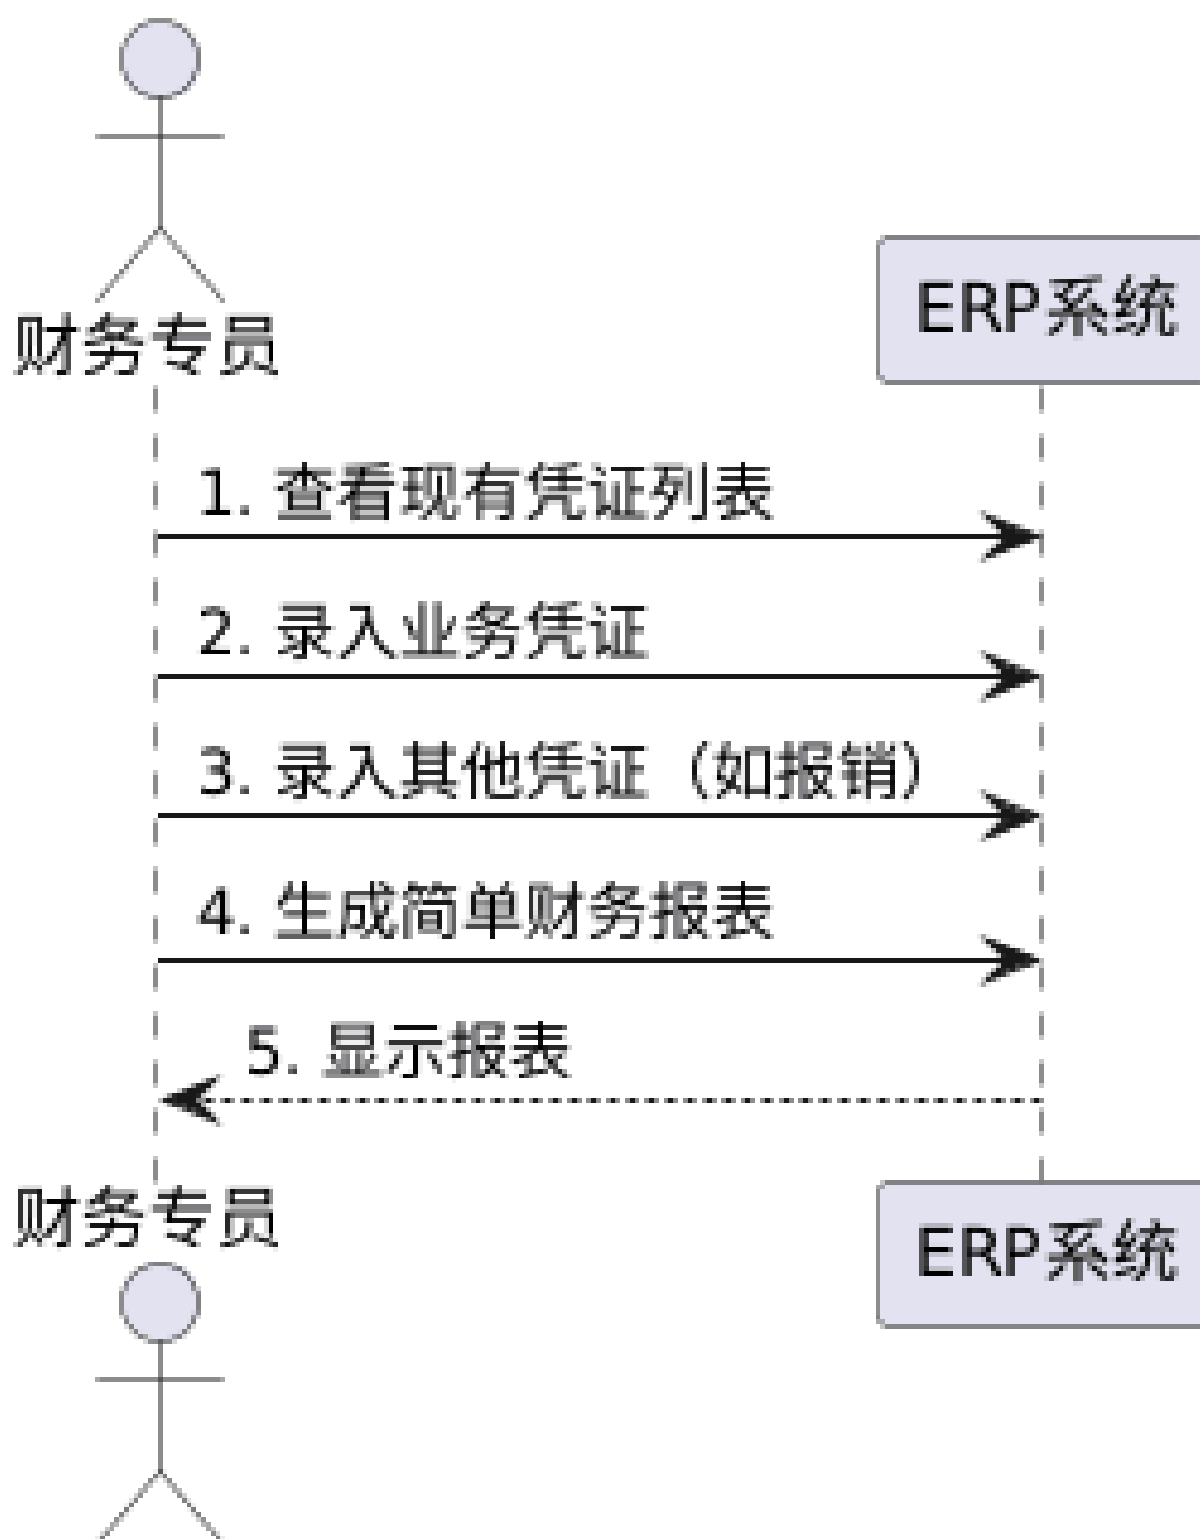 财务专员
ERP系统
1. 查看现有凭证列表
2. 录入业务凭证
3. 录入其他凭证（如报销）
4. 生成简单财务报表
5. 显示报表
财务专员
ERP系统